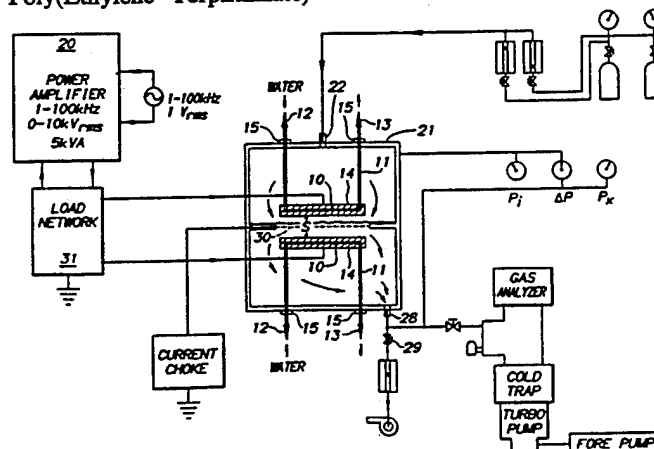 Poly(Ethylene Terphthalate)
20
POWER
AMPLIFIER
1-100kHz
0-10kVrms
5kVA
1-100kHz
1 Vrms
LOAD
NETWORK
31
CURRENT
CHOKE
WATER
12
22
15
15
13
21
10
14
11
30
10
14
11
12
15
15
13
28
29
WATER
Pi
ΔP
Px
GAS
ANALYZER
COLD
TRAP
TURBO
PUMP
FORE PUMP